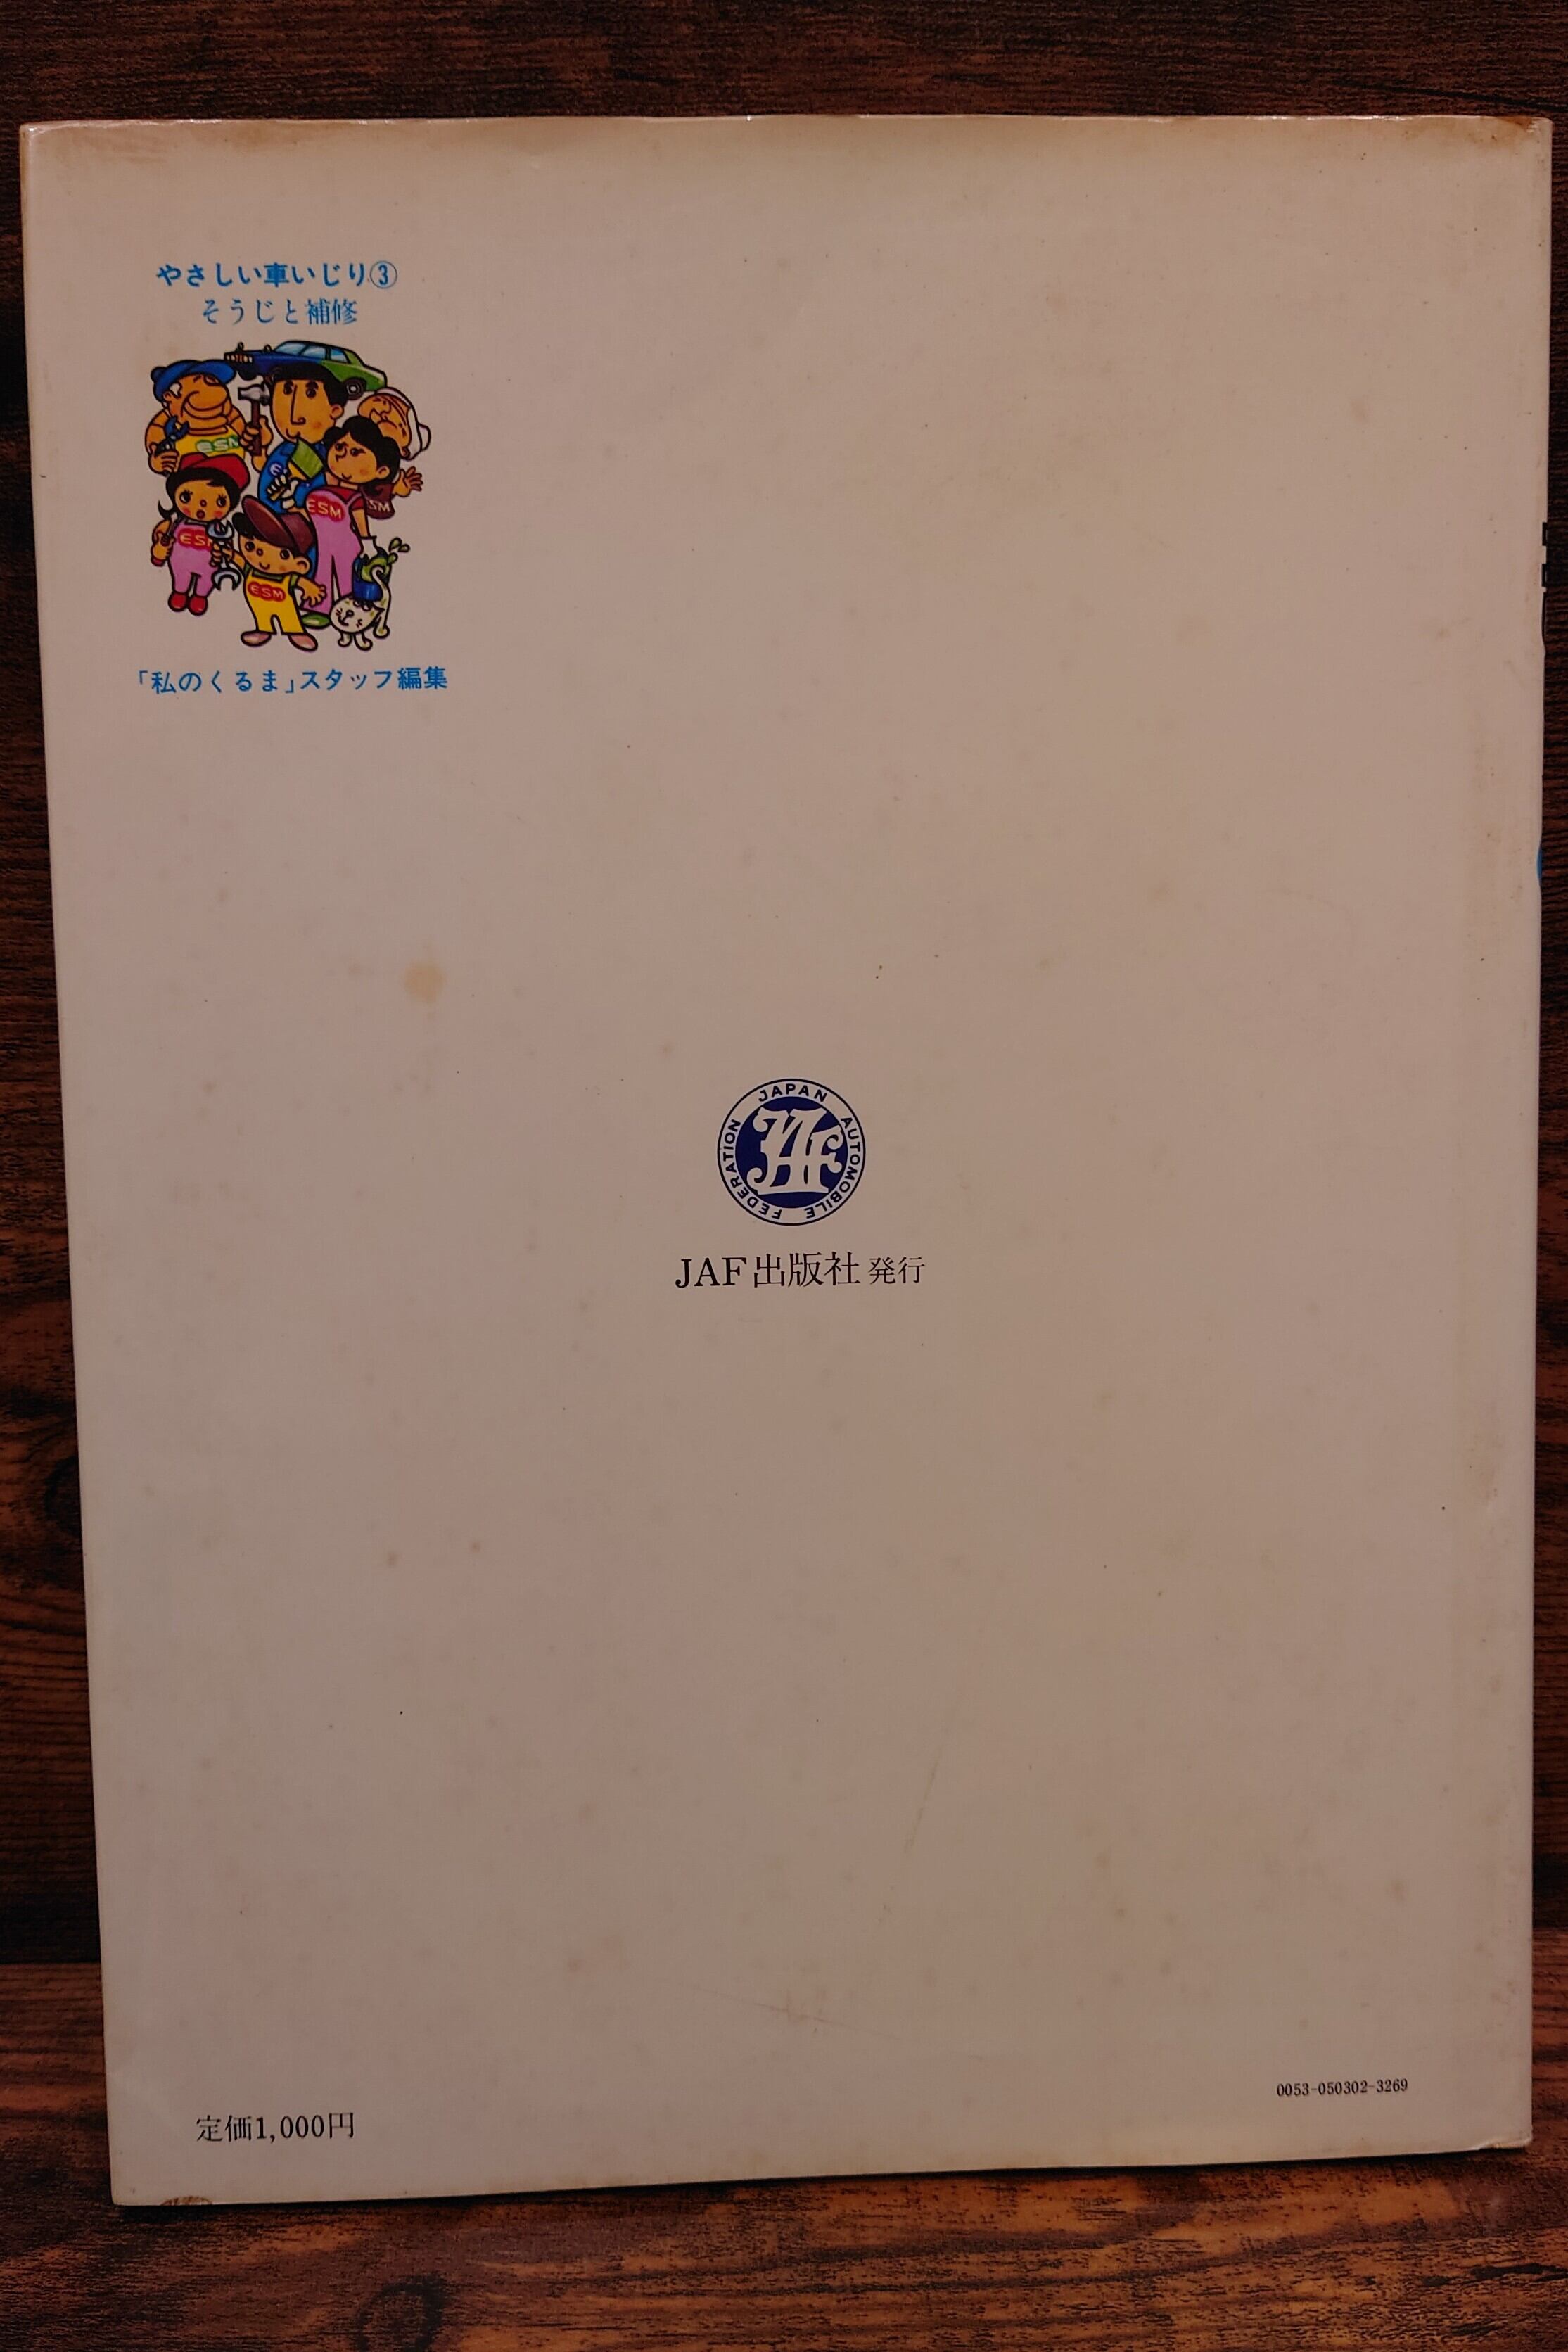 やさしい車いじり③
そうじと補修
ESM
ESM
ESM
ESM
「私のくるま」スタッフ編集
JAPAN AUTOMOBILE FEDERATION
JAF
JAF出版社 発行
0053-050302-3269
定価1,000円